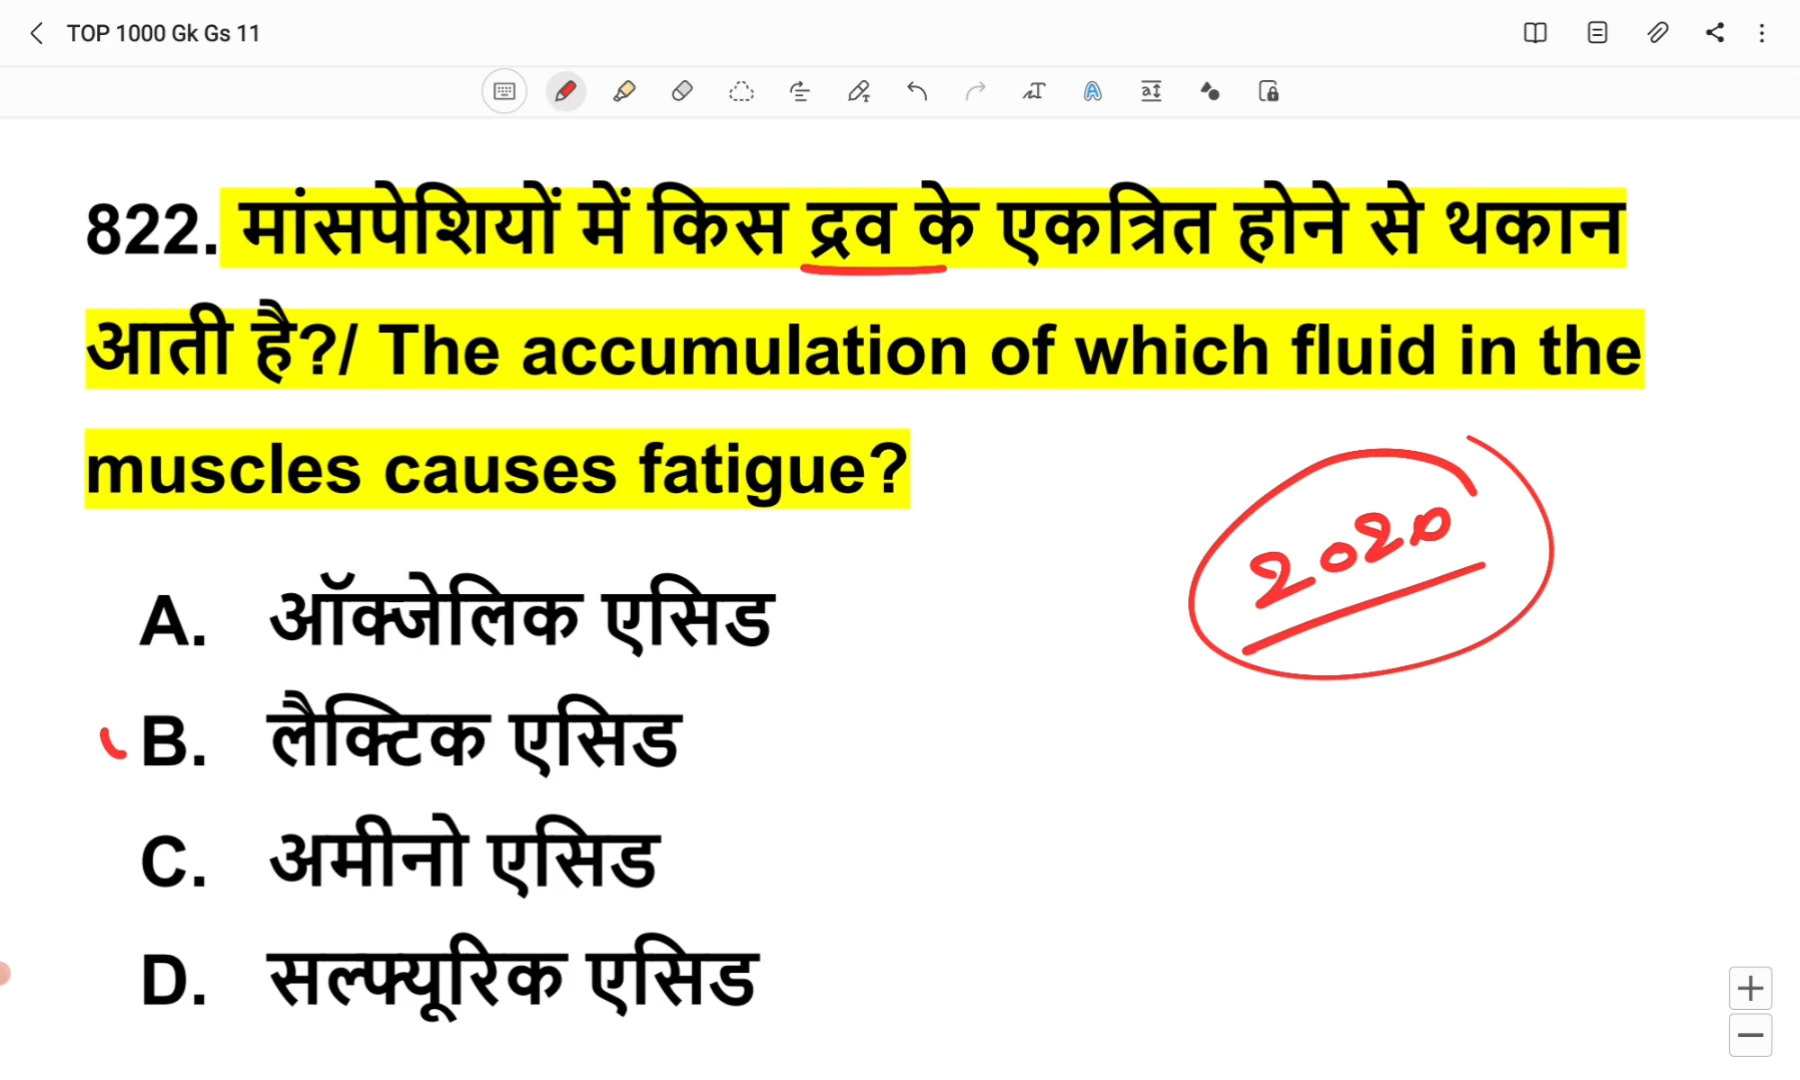 TOP 1000 Gk Gs 11
822. मांसपेशियों में किस द्रव के एकत्रित होने से थकान
आती है?/ The accumulation of which fluid in the
muscles causes fatigue?
2020
A. ऑक्जेलिक एसिड
B. लैक्टिक एसिड
C. अमीनो एसिड
D. सल्फ्यूरिक एसिड